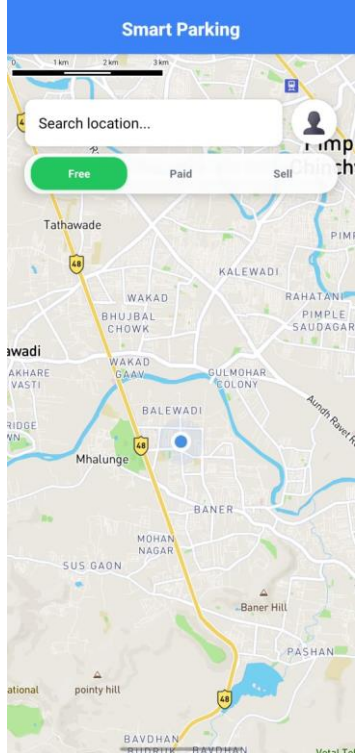 Smart Parking
0 1 km 2 km 3 km
Search location...
Free Paid Sell
Tathawade
48
KALEWADI
WAKAD
RAHATANI
BHUJBAL
CHOWK
PIMPLE
SAUDAGAR
awadi
WAKAD
GAAV
AKHARE
VASTI
GULMOHAR
COLONY
BALEWADI
Aundh Ravet
RIDGE
48
Mhalunge
BANER
MOHAN
NAGAR
SUS GAON
Baner Hill
PASHAN
ational
pointy hill
48
BAVDHAN
BAVDHAN